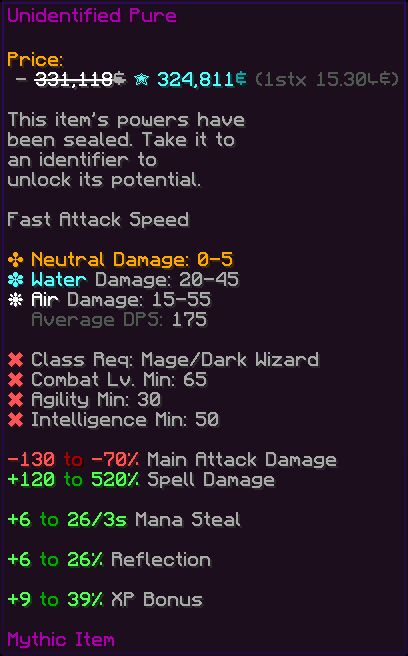 Unidentified Pure
Price:
- 331,118² ✮ 324,811² (1stx 15.30L²)
This item's powers have
been sealed. Take it to
an identifier to
unlock its potential.
Fast Attack Speed
✣ Neutral Damage: 0-5
✽ Water Damage: 20-45
❋ Air Damage: 15-55
Average DPS: 175
✖ Class Req: Mage/Dark Wizard
✖ Combat Lv. Min: 65
✖ Agility Min: 30
✖ Intelligence Min: 50
-130 to -70% Main Attack Damage
+120 to 520% Spell Damage
+6 to 26/3s Mana Steal
+6 to 26% Reflection
+9 to 39% XP Bonus
Mythic Item